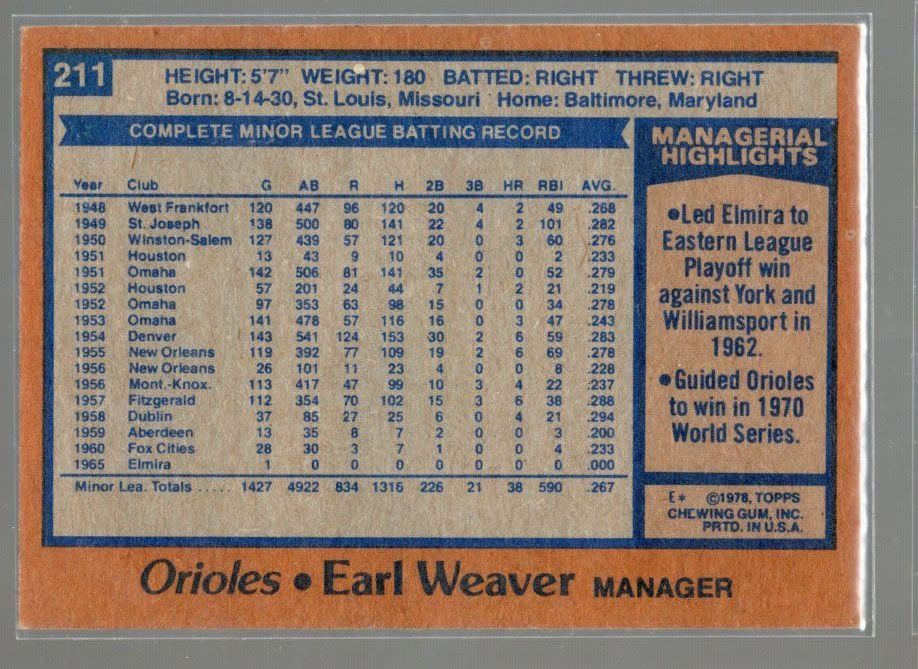 211
HEIGHT: 5'7" WEIGHT: 180 BATTED: RIGHT THREW: RIGHT
Born: 8-14-30, St. Louis, Missouri Home: Baltimore, Maryland
COMPLETE MINOR LEAGUE BATTING RECORD
Year Club G AB R H 2B 3B HR RBI AVG.
1948 West Frankfort 120 447 96 120 20 4 2 49 .268
1949 St. Joseph 138 500 80 141 22 4 2 101 .282
1950 Winston-Salem 127 439 57 121 20 0 3 60 .276
1951 Houston 13 43 9 10 4 0 0 2 .233
1951 Omaha 142 506 81 141 35 2 0 52 .279
1952 Houston 57 201 24 44 7 1 2 21 .219
1952 Omaha 97 353 63 98 15 0 0 34 .278
1953 Omaha 141 478 57 116 16 0 3 47 .243
1954 Denver 143 541 124 153 30 2 6 59 .283
1955 New Orleans 119 392 77 109 19 2 6 69 .278
1956 New Orleans 26 101 11 23 4 0 0 8 .228
1956 Mont.-Knox. 113 417 47 99 10 3 4 22 .237
1957 Fitzgerald 112 354 70 102 15 3 6 38 .288
1958 Dublin 37 85 27 25 6 0 4 21 .294
1959 Aberdeen 13 35 8 7 2 0 0 3 .200
1960 Fox Cities 28 30 3 7 1 0 0 4 .233
1965 Elmira 1 0 0 0 0 0 0 0 .000
Minor Lea. Totals ..... 1427 4922 834 1316 226 21 38 590 .267
MANAGERIAL
HIGHLIGHTS
•Led Elmira to
Eastern League
Playoff win
against York and
Williamsport in
1962.
•Guided Orioles
to win in 1970
World Series.
E* ©1978, TOPPS
CHEWING GUM, INC.
PRTD. IN U.S.A.
Orioles • Earl Weaver MANAGER